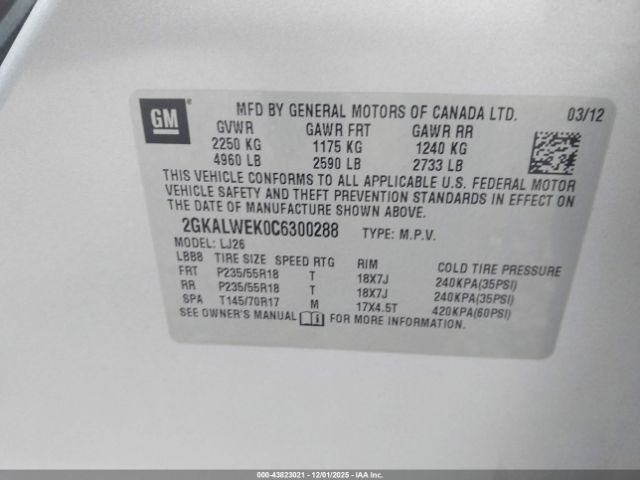 GM
MFD BY GENERAL MOTORS OF CANADA LTD. 03/12
GVWR GAWR FRT GAWR RR
2250 KG 1175 KG 1240 KG
4960 LB 2590 LB 2733 LB
THIS VEHICLE CONFORMS TO ALL APPLICABLE U.S. FEDERAL MOTOR
VEHICLE SAFETY AND THEFT PREVENTION STANDARDS IN EFFECT ON
THE DATE OF MANUFACTURE SHOWN ABOVE.
2GKALWEK0C6300288 TYPE: M.P.V.
MODEL: LJ26
LBB8 TIRE SIZE SPEED RTG RIM COLD TIRE PRESSURE
FRT P235/55R18 T 18X7J 240KPA(35PSI)
RR P235/55R18 T 18X7J 240KPA(35PSI)
SPA T145/70R17 M 17X4.5T 420KPA(60PSI)
SEE OWNER'S MANUAL FOR MORE INFORMATION.
000-43823021 - 12/01/2025 - IAAI.COM